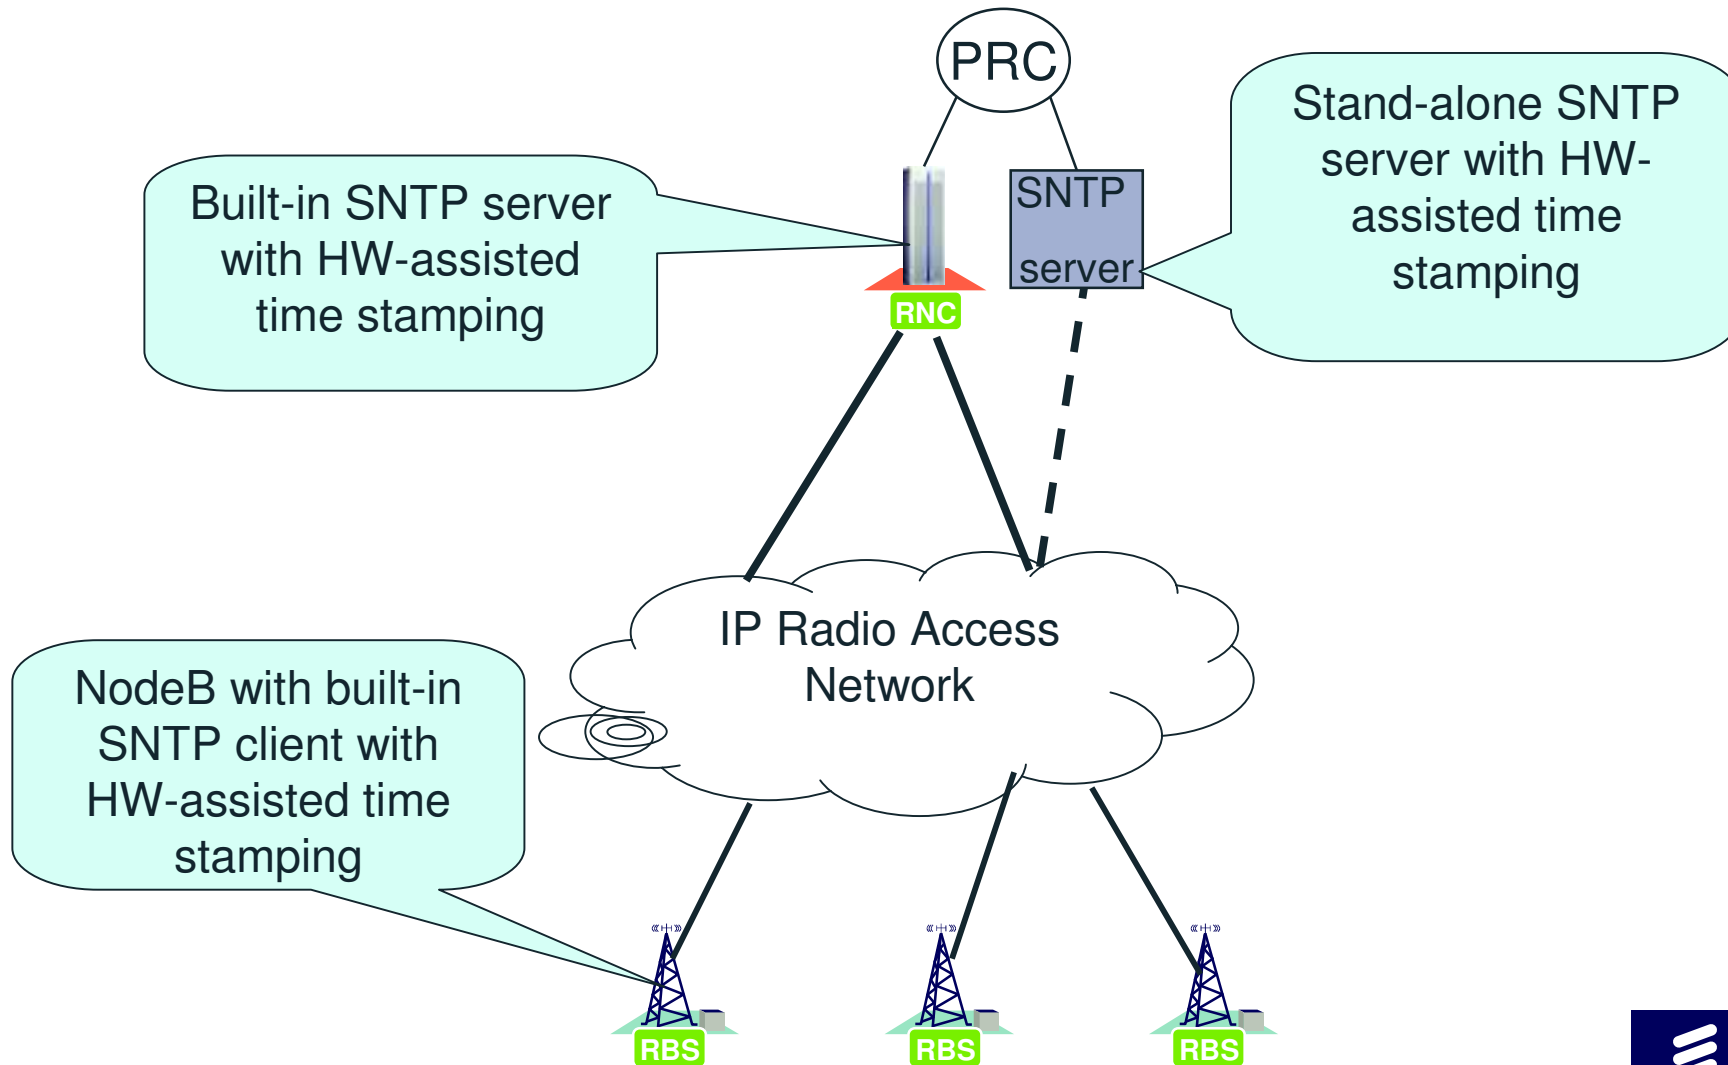 PRC
Stand-alone SNTP
server with HW-
assisted time
stamping
Built-in SNTP server
with HW-assisted
time stamping
SNTP
server
RNC
IP Radio Access
Network
NodeB with built-in
SNTP client with
HW-assisted time
stamping
RBS
RBS
RBS